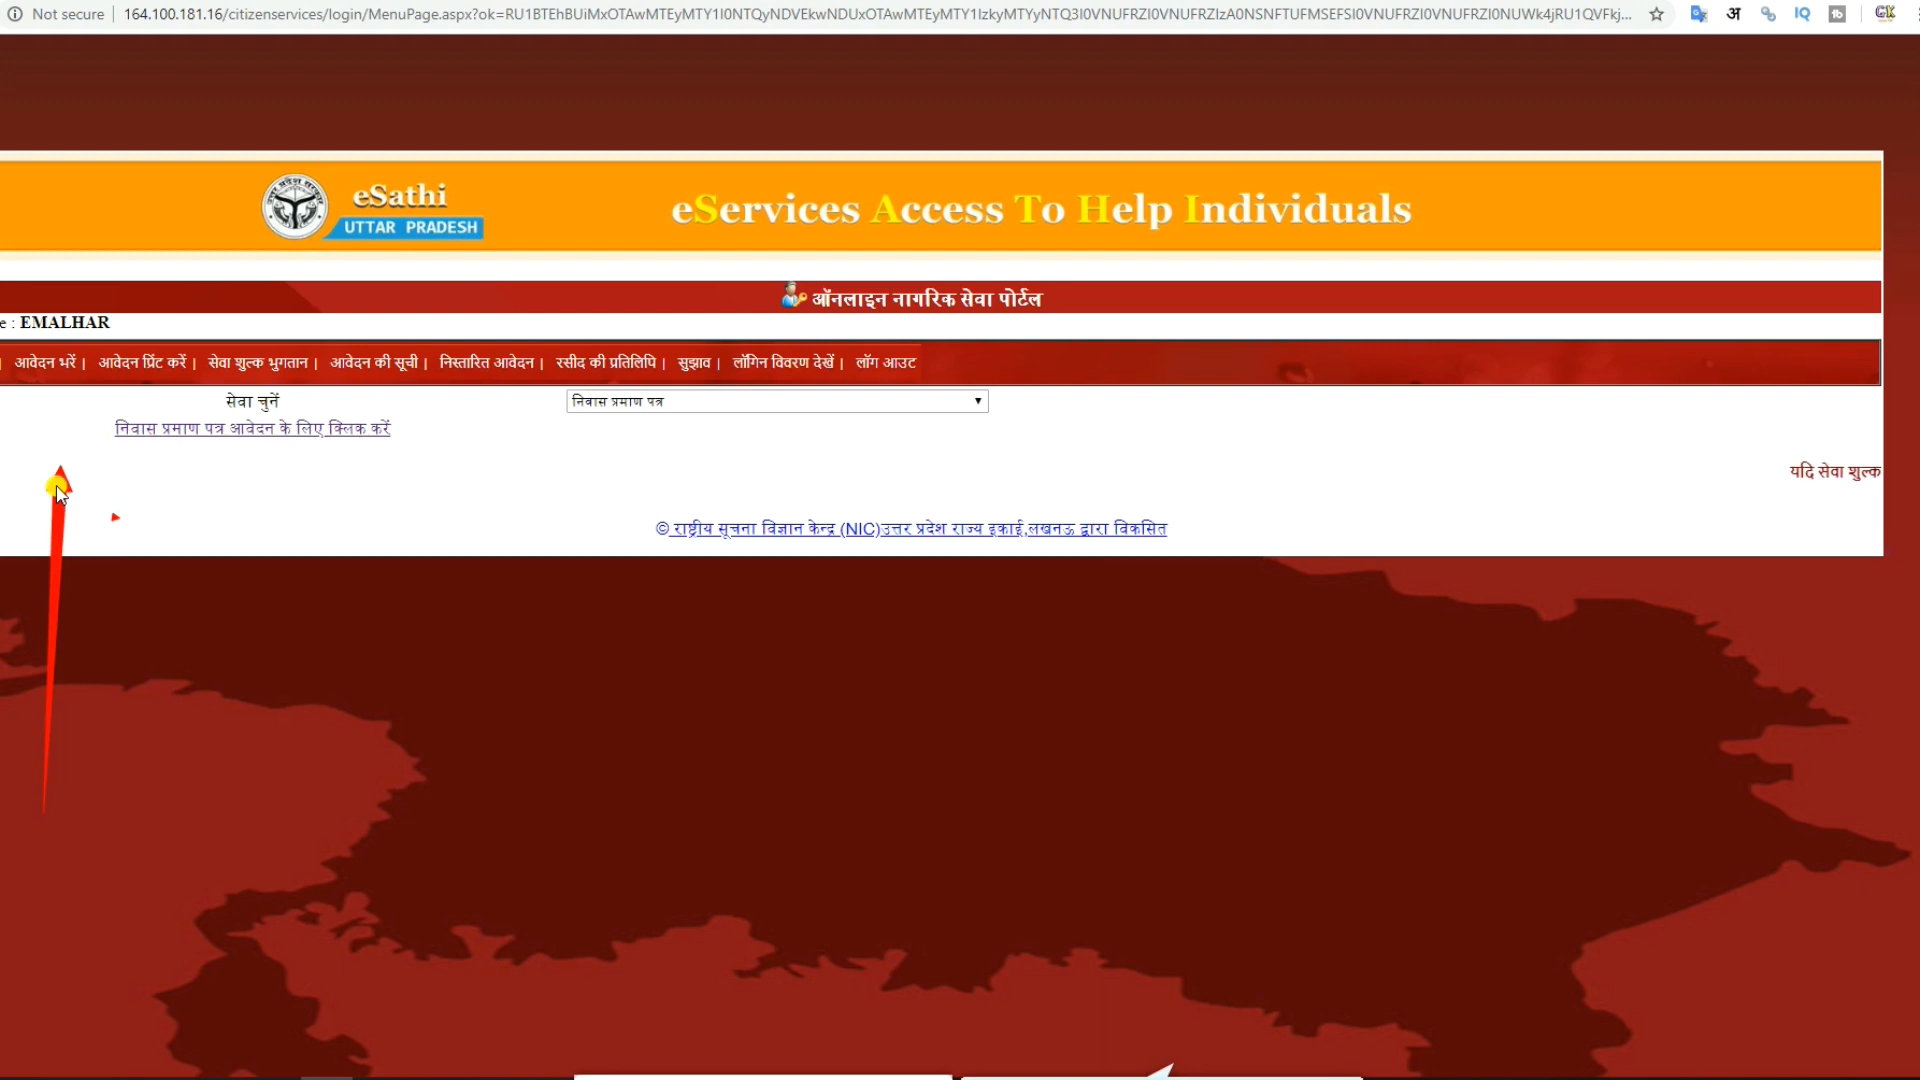 Not secure | 164.100.181.16/citizenservices/login/MenuPage.aspx?ok=
eSathi
UTTAR PRADESH
eServices Access To Help Individuals
ऑनलाइन नागरिक सेवा पोर्टल
e : EMALHAR
| आवेदन भरें | आवेदन प्रिंट करें | सेवा शुल्क भुगतान | आवेदन की सूची | निस्तारित आवेदन | रसीद की प्रतिलिपि | सुझाव | लॉगिन विवरण देखें | लॉग आउट
सेवा चुनें निवास प्रमाण पत्र
निवास प्रमाण पत्र आवेदन के लिए क्लिक करें
यदि सेवा शुल्क
© राष्ट्रीय सूचना विज्ञान केन्द्र (NIC)उत्तर प्रदेश राज्य इकाई,लखनऊ द्वारा विकसित